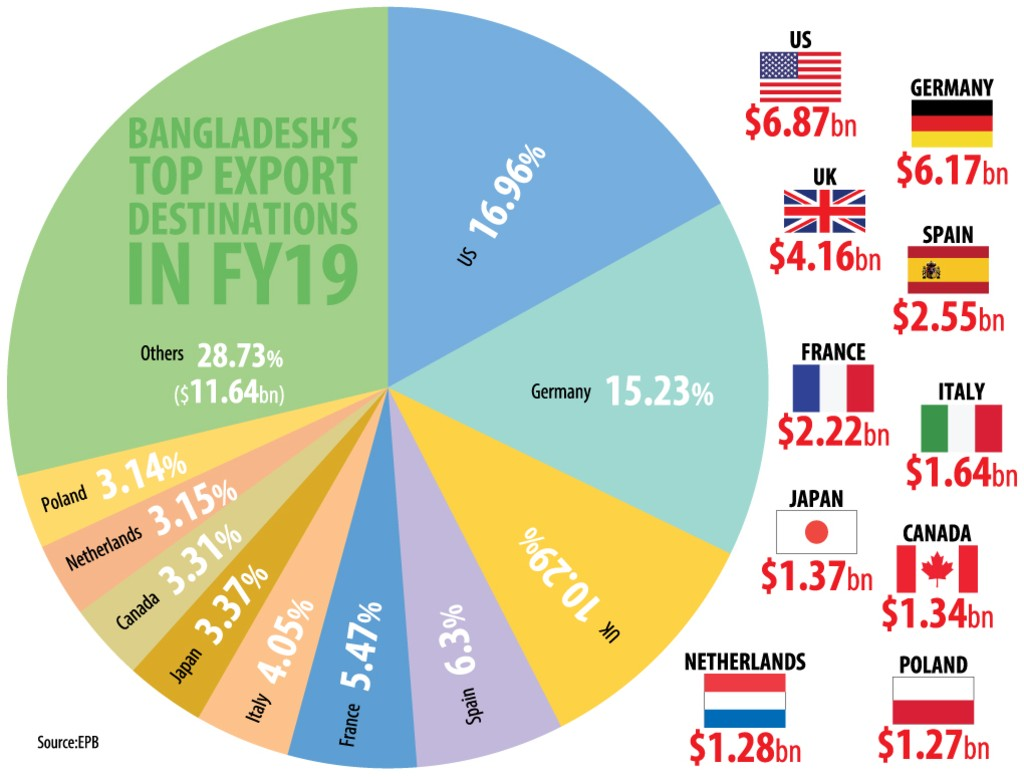 BANGLADESH'S
TOP EXPORT
DESTINATIONS
IN FY19
US 16.96%
Germany 15.23%
UK 10.29%
Spain 6.3%
France 5.47%
Italy 4.05%
Japan 3.37%
Canada 3.31%
Netherlands 3.15%
Poland 3.14%
Others 28.73%
($11.64bn)
US
$6.87bn
GERMANY
$6.17bn
UK
$4.16bn
SPAIN
$2.55bn
FRANCE
$2.22bn
ITALY
$1.64bn
JAPAN
$1.37bn
CANADA
$1.34bn
NETHERLANDS
$1.28bn
POLAND
$1.27bn
Source:EPB